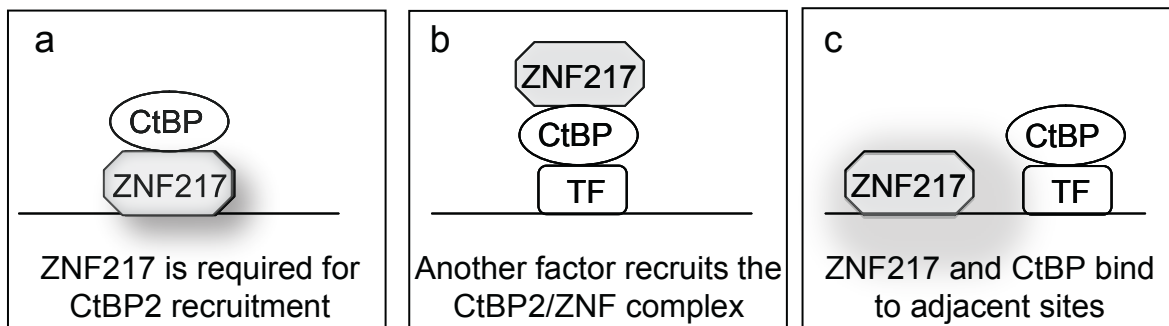 a
CtBP
ZNF217
ZNF217 is required for
CtBP2 recruitment
b
ZNF217
CtBP
TF
Another factor recruits the
CtBP2/ZNF complex
c
CtBP
ZNF217
TF
ZNF217 and CtBP bind
to adjacent sites